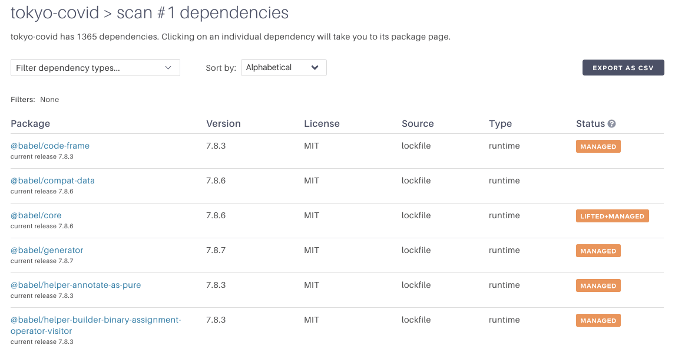 tokyo-covid > scan #1 dependencies
tokyo-covid has 1365 dependencies. Clicking on an individual dependency will take you to its package page.
Filter dependency types... Sort by: Alphabetical EXPORT AS CSV
Filters: None
Package Version License Source Type Status ?
@babel/code-frame 7.8.3 MIT lockfile runtime MANAGED
current release 7.8.3
@babel/compat-data 7.8.6 MIT lockfile runtime
current release 7.8.6
@babel/core 7.8.6 MIT lockfile runtime LIFTED+MANAGED
current release 7.8.6
@babel/generator 7.8.7 MIT lockfile runtime MANAGED
current release 7.8.7
@babel/helper-annotate-as-pure 7.8.3 MIT lockfile runtime MANAGED
current release 7.8.3
@babel/helper-builder-binary-assignment- 7.8.3 MIT lockfile runtime MANAGED
operator-visitor
current release 7.8.3